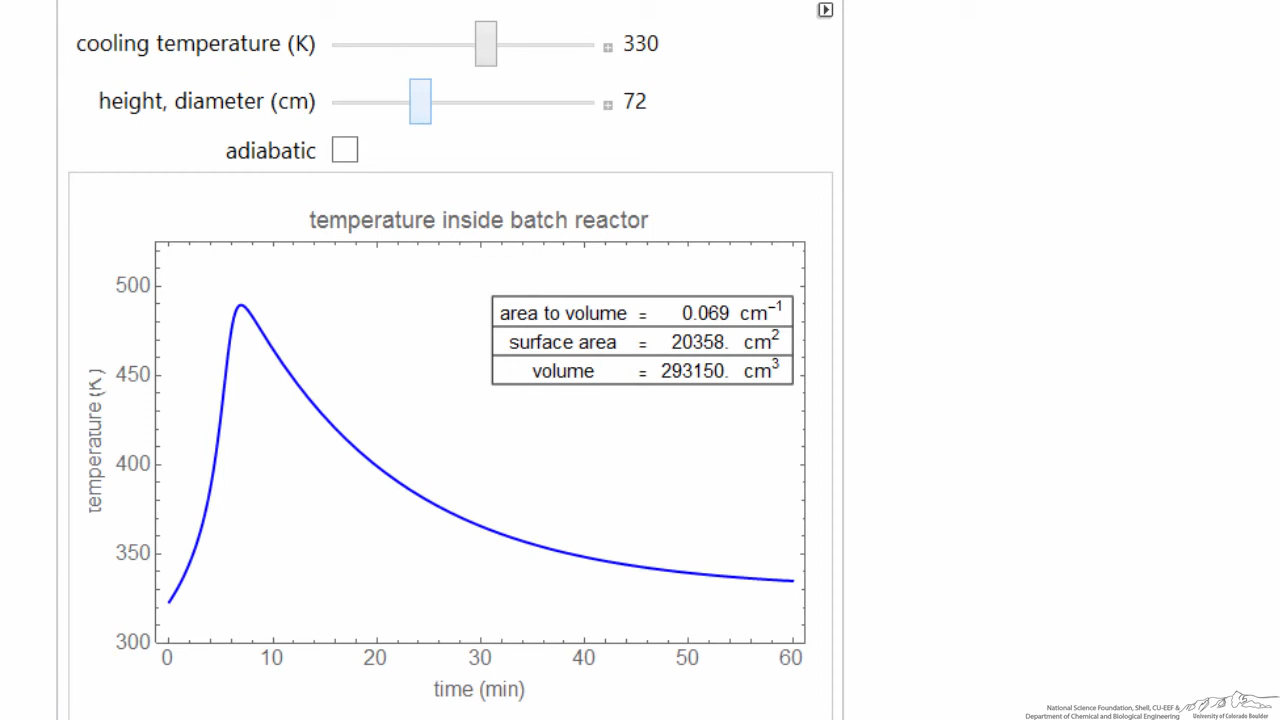 cooling temperature (K) 330
height, diameter (cm) 72
adiabatic
temperature inside batch reactor
500
450
400
350
300
temperature (K)
area to volume = 0.069 cm⁻¹
surface area = 20358. cm²
volume = 293150. cm³
0 10 20 30 40 50 60
time (min)
National Science Foundation, Shell, CU-EEF &
Department of Chemical and Biological Engineering
University of Colorado Boulder